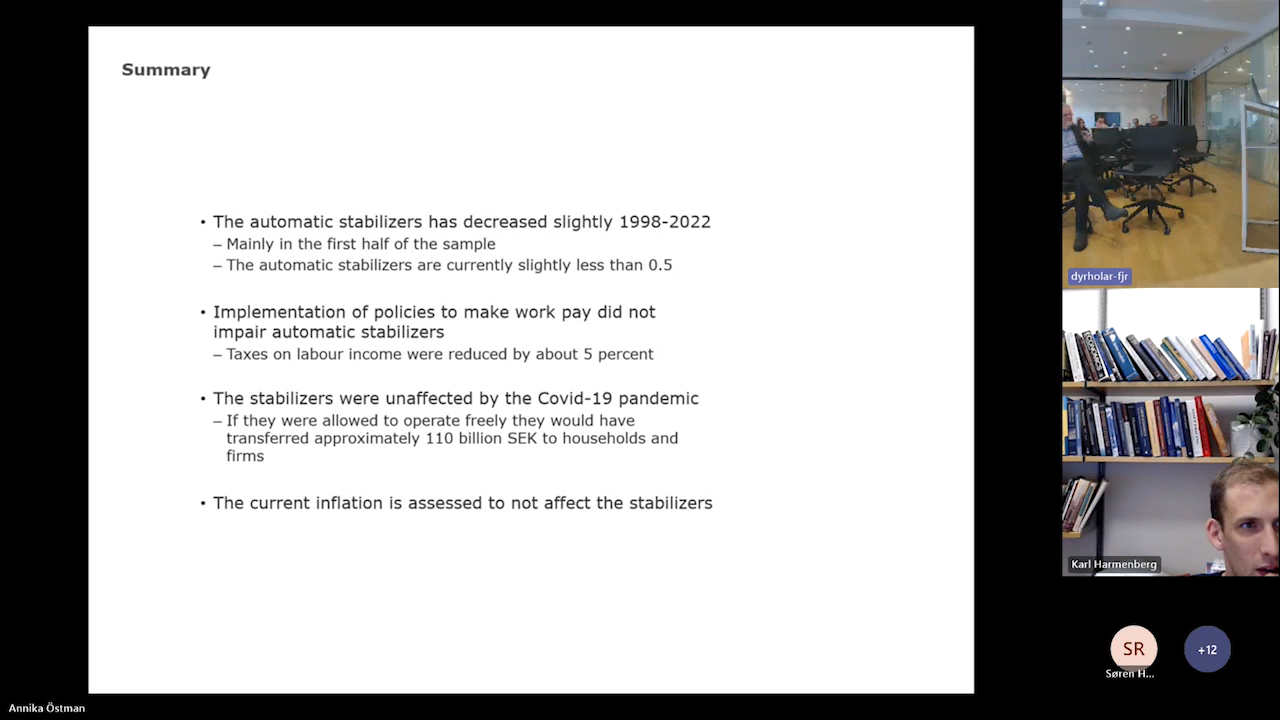 Summary
• The automatic stabilizers has decreased slightly 1998-2022
– Mainly in the first half of the sample
– The automatic stabilizers are currently slightly less than 0.5
• Implementation of policies to make work pay did not
impair automatic stabilizers
– Taxes on labour income were reduced by about 5 percent
• The stabilizers were unaffected by the Covid-19 pandemic
– If they were allowed to operate freely they would have
transferred approximately 110 billion SEK to households and
firms
• The current inflation is assessed to not affect the stabilizers
dyrholar-fjr
Karl Harmenberg
SR
+12
Søren H...
Annika Östman